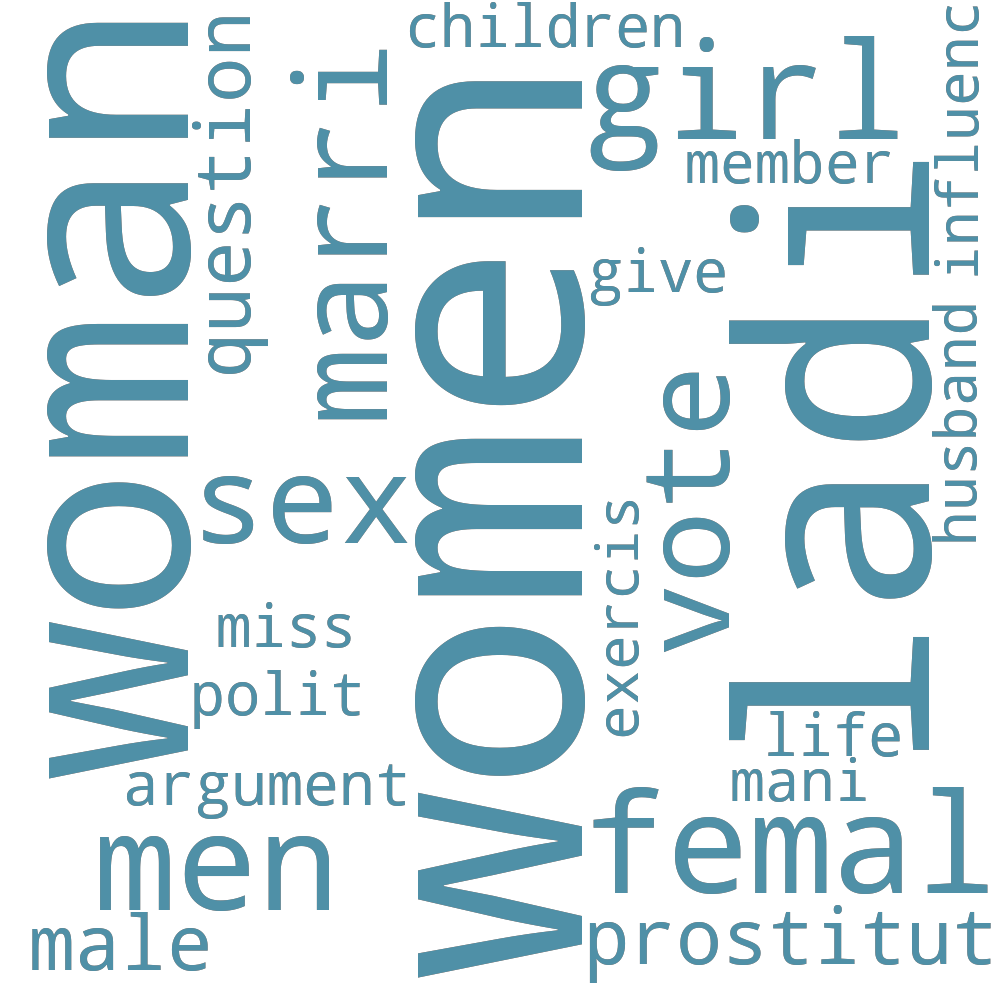 children
woman
question
marri
women
girl
member
influenc
ladi
give
husband
vote
sex
exercis
miss
polit
life
argument
mani
femal
men
male
prostitut